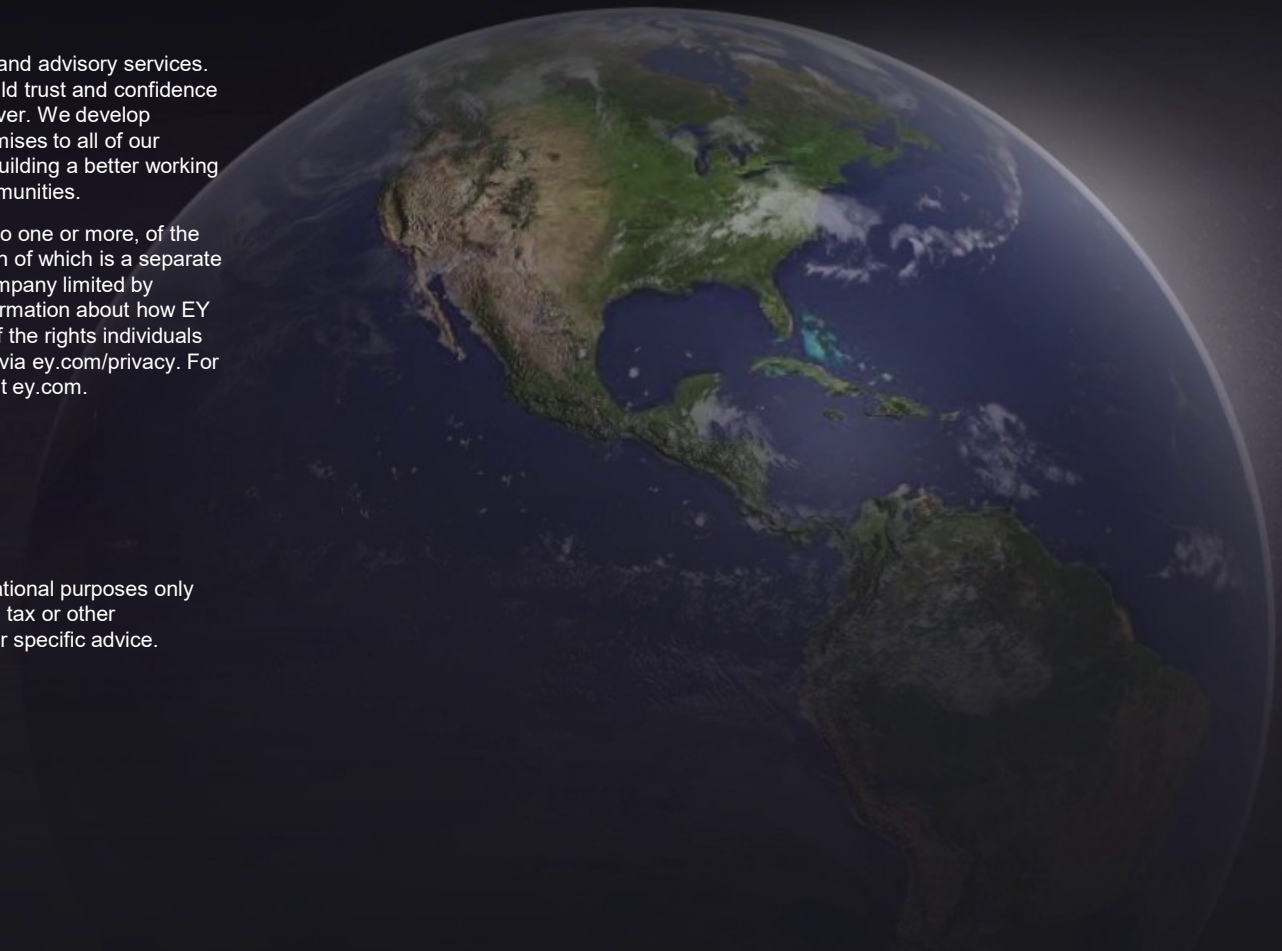 and advisory services.
ld trust and confidence
ver. We develop
mises to all of our
uilding a better working
munities.
o one or more, of the
n of which is a separate
mpany limited by
rmation about how EY
f the rights individuals
via ey.com/privacy. For
t ey.com.
ational purposes only
tax or other
r specific advice.